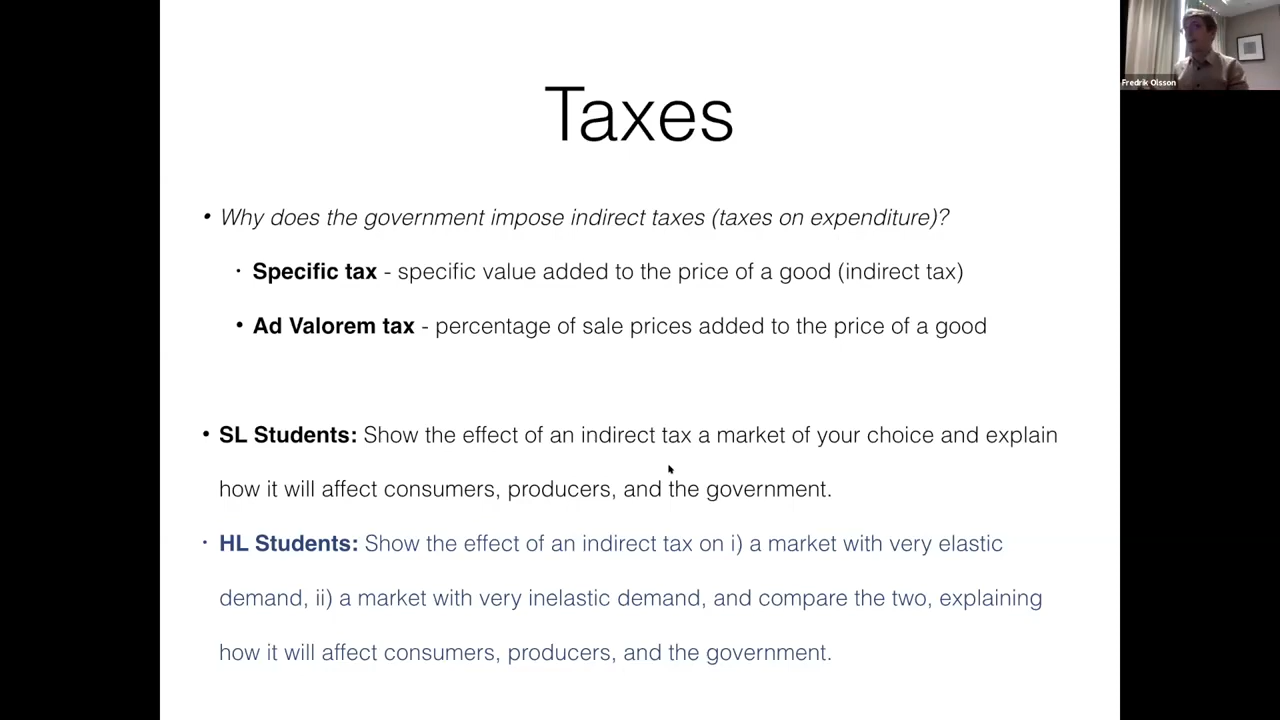 Fredrik Olsson
Taxes
• Why does the government impose indirect taxes (taxes on expenditure)?
• Specific tax - specific value added to the price of a good (indirect tax)
• Ad Valorem tax - percentage of sale prices added to the price of a good
• SL Students: Show the effect of an indirect tax a market of your choice and explain
how it will affect consumers, producers, and the government.
• HL Students: Show the effect of an indirect tax on i) a market with very elastic
demand, ii) a market with very inelastic demand, and compare the two, explaining
how it will affect consumers, producers, and the government.